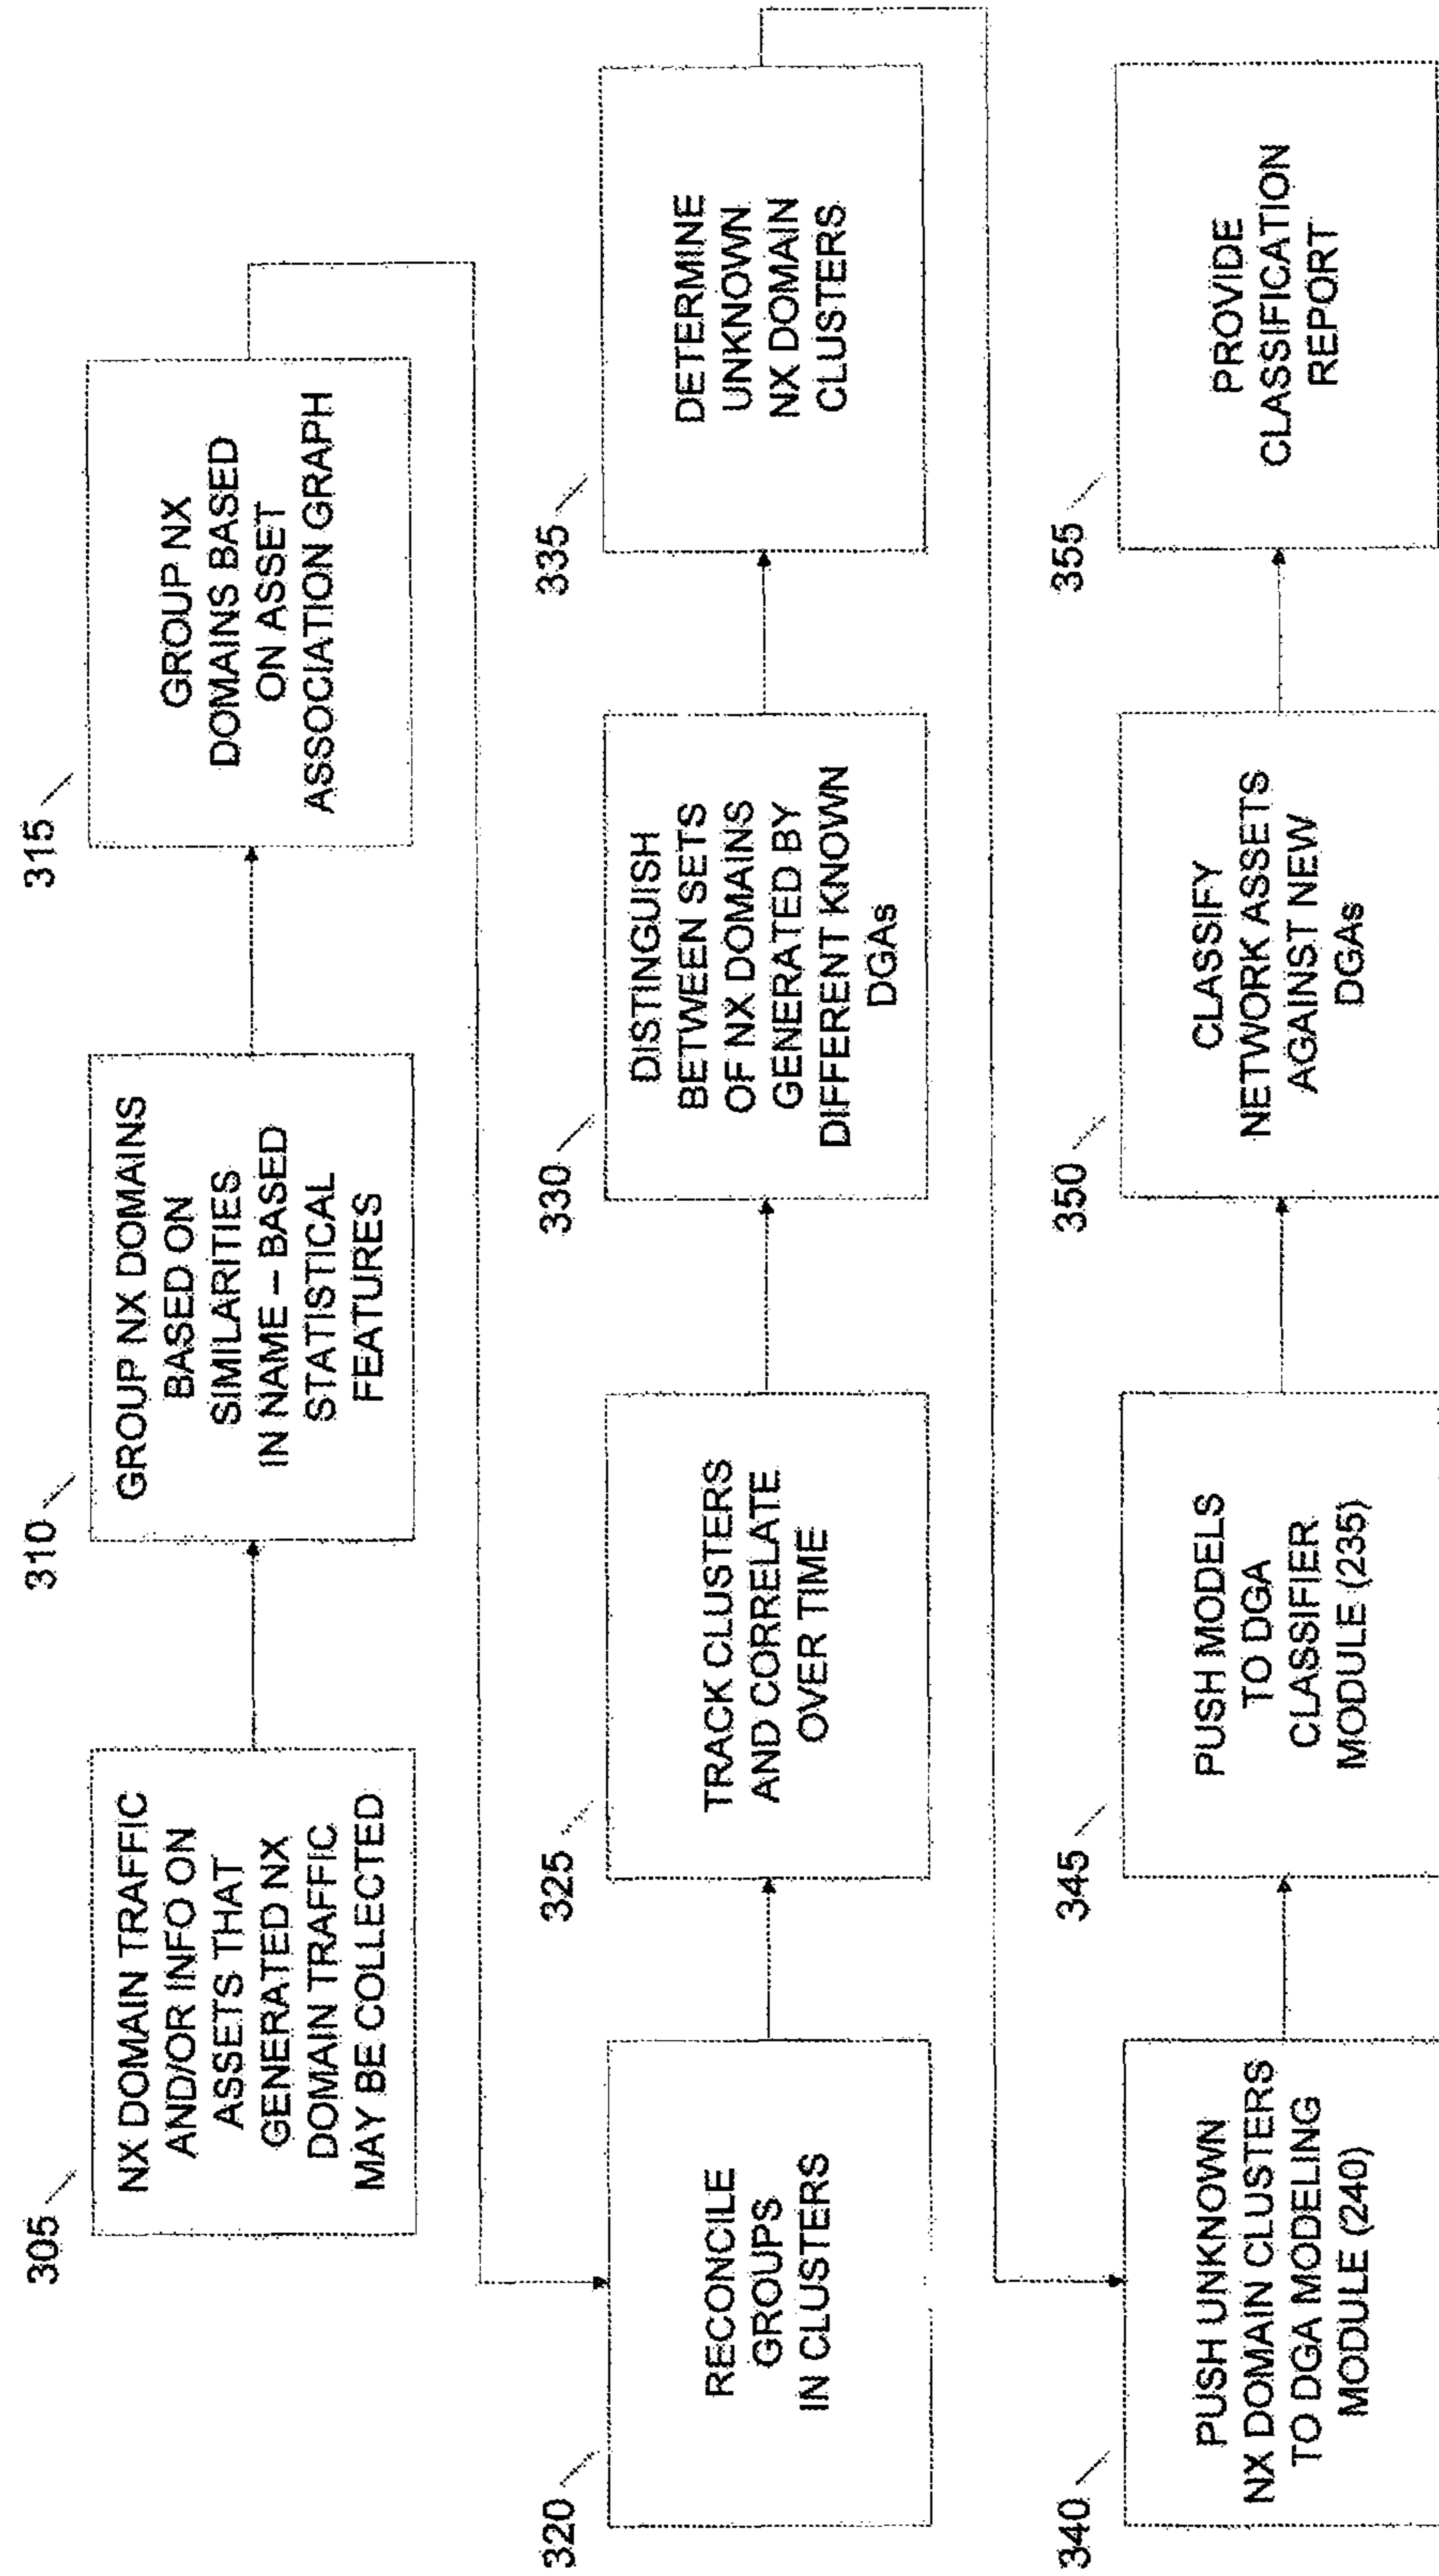 305
NX DOMAIN TRAFFIC
AND/OR INFO ON
ASSETS THAT
GENERATED NX
DOMAIN TRAFFIC
MAY BE COLLECTED
310
GROUP NX DOMAINS
BASED ON
SIMILARITIES
IN NAME – BASED
STATISTICAL
FEATURES
315
GROUP NX
DOMAINS BASED
ON ASSET
ASSOCIATION GRAPH
320
RECONCILE
GROUPS
IN CLUSTERS
325
TRACK CLUSTERS
AND CORRELATE
OVER TIME
330
DISTINGUISH
BETWEEN SETS
OF NX DOMAINS
GENERATED BY
DIFFERENT KNOWN
DGAs
335
DETERMINE
UNKNOWN
NX DOMAIN
CLUSTERS
340
PUSH UNKNOWN
NX DOMAIN CLUSTERS
TO DGA MODELING
MODULE (240)
345
PUSH MODELS
TO DGA
CLASSIFIER
MODULE (235)
350
CLASSIFY
NETWORK ASSETS
AGAINST NEW
DGAs
355
PROVIDE
CLASSIFICATION
REPORT